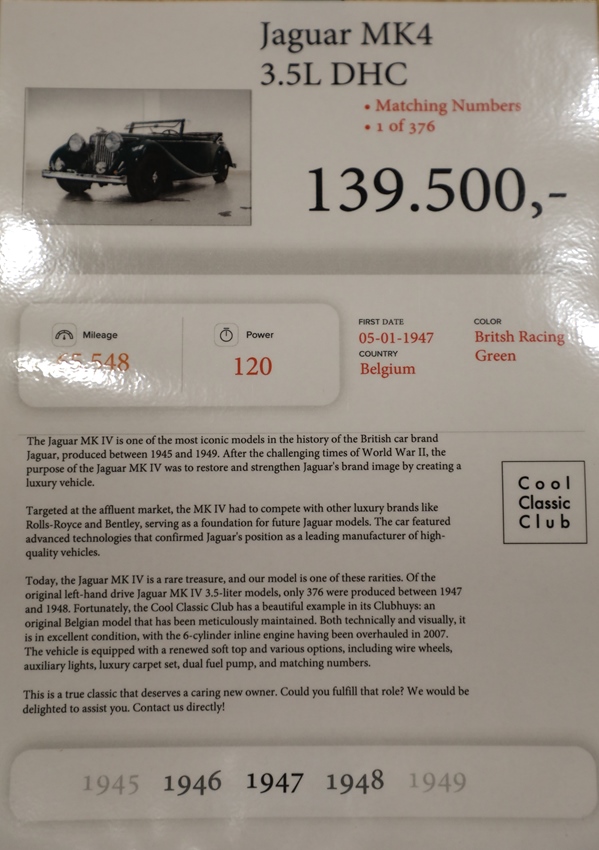 Jaguar MK4
3.5L DHC
• Matching Numbers
• 1 of 376
139.500,-
Mileage
Power
120
FIRST DATE
05-01-1947
COUNTRY
Belgium
COLOR
Britsh Racing
Green
The Jaguar MK IV is one of the most iconic models in the history of the British car brand
Jaguar, produced between 1945 and 1949. After the challenging times of World War II, the
purpose of the Jaguar MK IV was to restore and strengthen Jaguar's brand image by creating a
luxury vehicle.
Targeted at the affluent market, the MK IV had to compete with other luxury brands like
Rolls-Royce and Bentley, serving as a foundation for future Jaguar models. The car featured
advanced technologies that confirmed Jaguar's position as a leading manufacturer of high-
quality vehicles.
Today, the Jaguar MK IV is a rare treasure, and our model is one of these rarities. Of the
original left-hand drive Jaguar MK IV 3.5-liter models, only 376 were produced between 1947
and 1948. Fortunately, the Cool Classic Club has a beautiful example in its Clubhuys: an
original Belgian model that has been meticulously maintained. Both technically and visually, it
is in excellent condition, with the 6-cylinder inline engine having been overhauled in 2007.
The vehicle is equipped with a renewed soft top and various options, including wire wheels,
auxiliary lights, luxury carpet set, dual fuel pump, and matching numbers.
This is a true classic that deserves a caring new owner. Could you fulfill that role? We would be
delighted to assist you. Contact us directly!
Cool
Classic
Club
1945 1946 1947 1948 1949